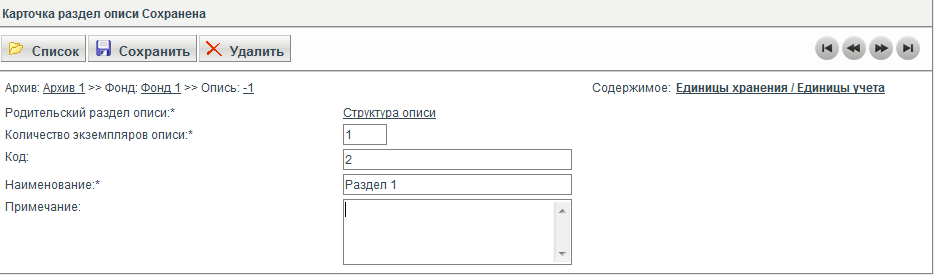 Карточка раздел описи Сохранена
Список Сохранить Удалить
Архив: Архив 1 >> Фонд: Фонд 1 >> Опись: -1 Содержимое: Единицы хранения / Единицы учета
Родительский раздел описи:* Структура описи
Количество экземпляров описи:* 1
Код: 2
Наименование:* Раздел 1
Примечание: